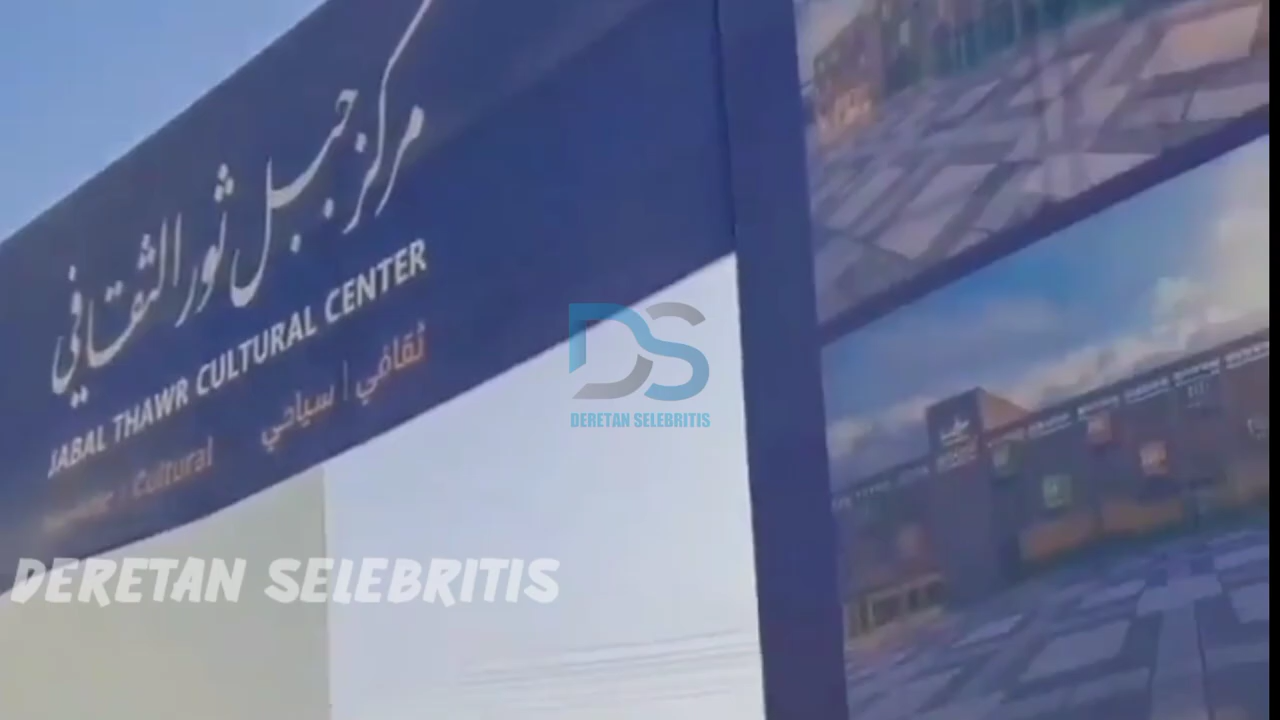 مركز جبل ثور الثقافي
JABAL THAWR CULTURAL CENTER
ثقافي | سياحي
Cultural
DS
DERETAN SELEBRITIS
DERETAN SELEBRITIS